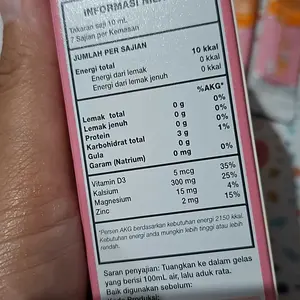 INFORMASI NIL
Takaran saji 10 mL
7 Sajian per Kemasan
JUMLAH PER SAJIAN
Energi total 10 kkal
Energi dari lemak 0 kkal
Energi dari lemak jenuh 0 kkal
%AKG*
Lemak total 0 g 0%
Lemak jenuh 0 g 0%
Protein 0 g 0%
Karbohidrat total 3 g 1%
Gula 0 g
Garam (Natrium) 0 mg 0%
Vitamin D3 5 mcg 35%
Kalsium 300 mg 25%
Magnesium 15 mg 4%
Zinc 2 mg 15%
*Persen AKG berdasarkan kebutuhan energi 2150 kkal.
Kebutuhan energi anda mungkin lebih tinggi atau lebih
rendah.
Saran penyajian: Tuangkan ke dalam gelas
yang berisi 100mL air, lalu aduk rata.
Baik digunakan sebelum: